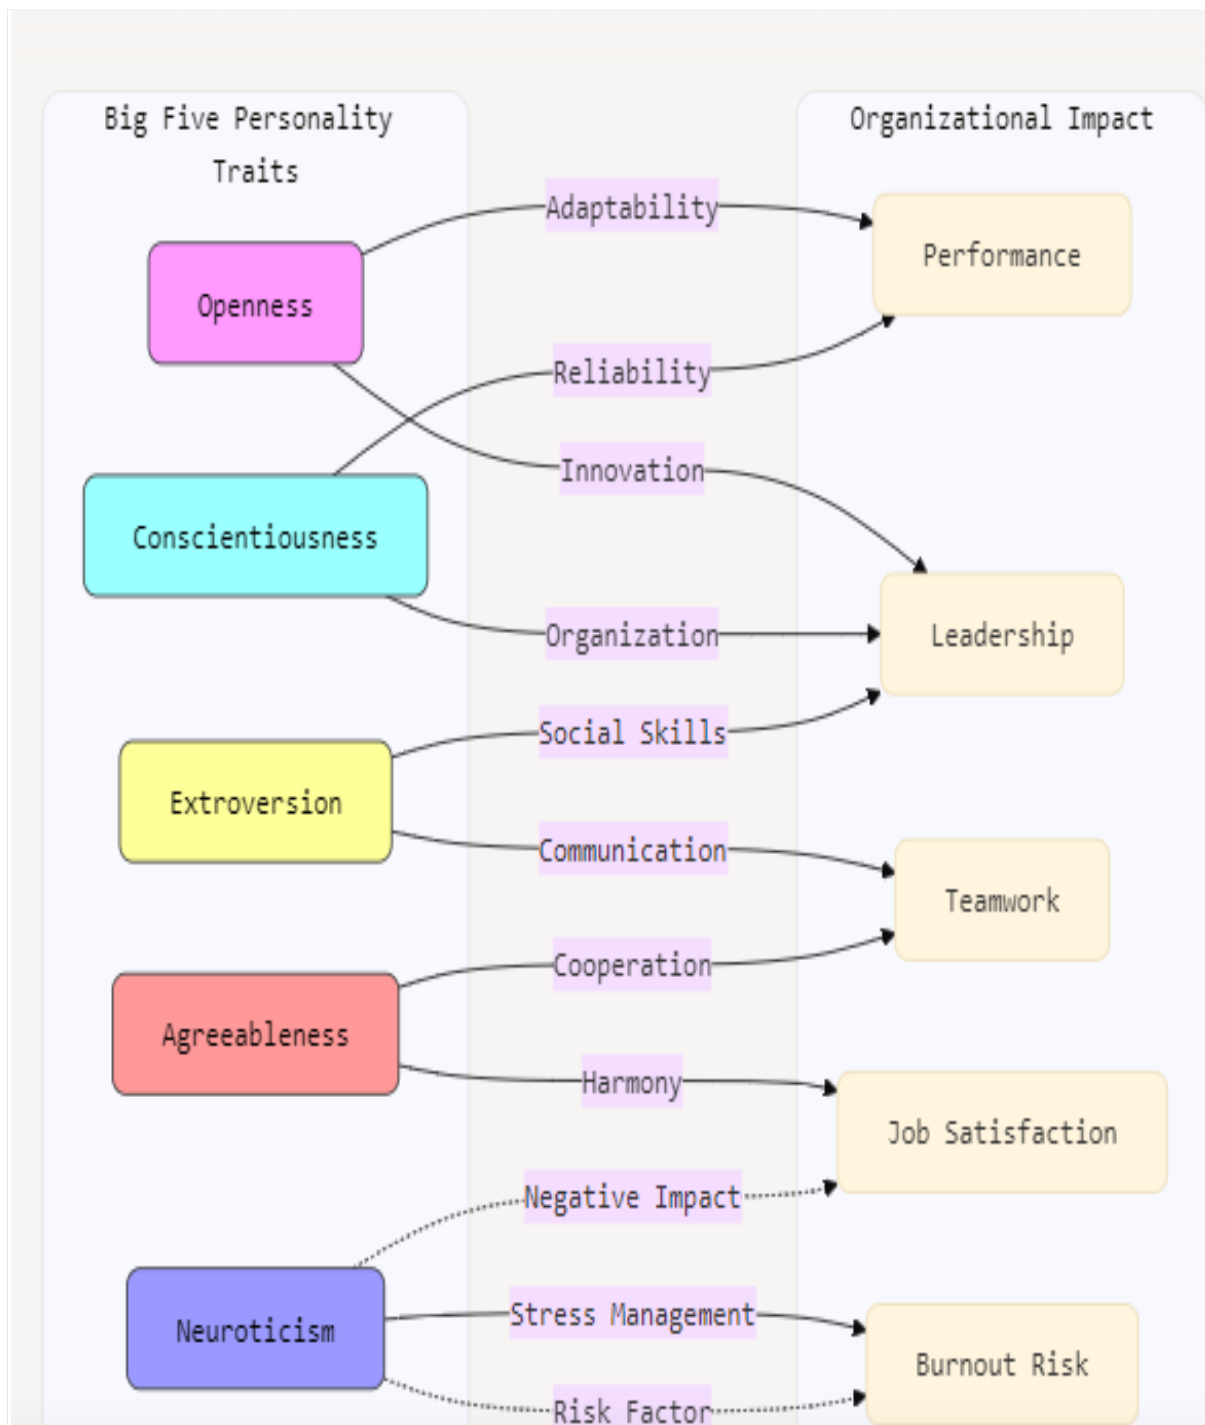 Big Five Personality
Traits
Organizational Impact
Adaptability
Performance
Openness
Reliability
Innovation
Conscientiousness
Organization
Leadership
Social Skills
Extroversion
Communication
Teamwork
Cooperation
Agreeableness
Harmony
Job Satisfaction
Negative Impact
Neuroticism
Stress Management
Burnout Risk
Risk Factor